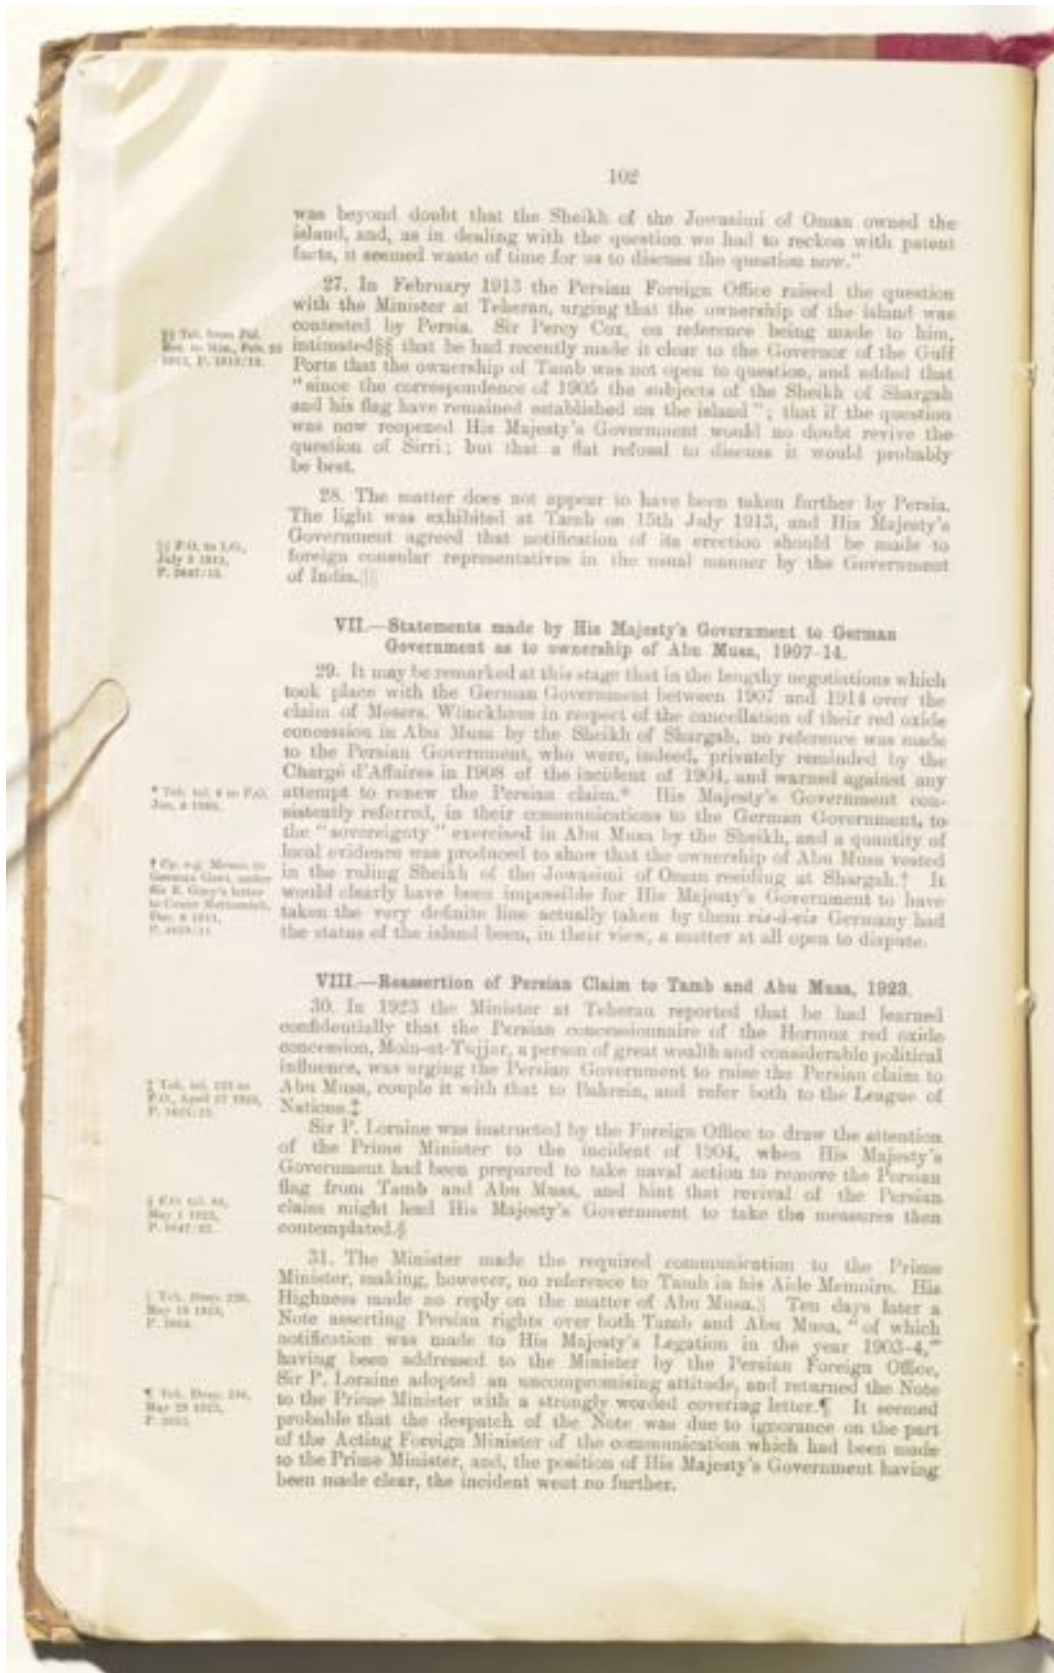 102
was beyond doubt that the Sheikh of the Jowasimi of Oman owned the
island, and, as in dealing with the question we had to reckon with patent
facts, it seemed waste of time for us to discuss the question now."
27. In February 1913 the Persian Foreign Office raised the question
with the Minister at Teheran, urging that the ownership of the island was
contested by Persia. Sir Percy Cox, on reference being made to him,
intimated§§ that he had recently made it clear to the Governor of the Gulf
Ports that the ownership of Tamb was not open to question, and added that
"since the correspondence of 1905 the subjects of the Sheikh of Shargah
and his flag have remained established on the island"; that if the question
was now reopened His Majesty's Government would no doubt revive the
question of Sirri; but that a flat refusal to discuss it would probably
be best.
§§ Tel. from Pol.
28. The matter does not appear to have been taken further by Persia.
The light was exhibited at Tamb on 15th July 1913, and His Majesty's
Government agreed that notification of its erection should be made to
foreign consular representatives in the usual manner by the Government
of India.
F.O. to I.O.,
VII.—Statements made by His Majesty's Government to German
Government as to ownership of Abu Musa, 1907-14.
29. It may be remarked at this stage that in the lengthy negotiations which
took place with the German Government between 1907 and 1914 over the
claim of Messrs. Wönckhaus in respect of the cancellation of their red oxide
concession in Abu Musa by the Sheikh of Shargah, no reference was made
to the Persian Government, who were, indeed, privately reminded by the
Chargé d'Affaires in 1908 of the incident of 1904, and warned against any
attempt to renew the Persian claim.* His Majesty's Government con-
sistently referred, in their communications to the German Government, to
the "sovereignty" exercised in Abu Musa by the Sheikh, and a quantity of
local evidence was produced to show that the ownership of Abu Musa vested
in the ruling Sheikh of the Jowasimi of Oman residing at Shargah.† It
would clearly have been impossible for His Majesty's Government to have
taken the very definite line actually taken by them vis-à-vis Germany had
the status of the island been, in their view, a matter at all open to dispute.
† Cp. e.g. Memo. to
German Govt. under
Sir E. Grey's letter
to Count Metternich,
VIII.—Reassertion of Persian Claim to Tamb and Abu Musa, 1923.
30. In 1923 the Minister at Teheran reported that he had learned
confidentially that the Persian concessionnaire of the Hormuz red oxide
concession, Moin-ut-Tujjar, a person of great wealth and considerable political
influence, was urging the Persian Government to raise the Persian claim to
Abu Musa, couple it with that to Bahrein, and refer both to the League of
Nations.‡
F.O., April 27 1923,
Sir P. Loraine was instructed by the Foreign Office to draw the attention
of the Prime Minister to the incident of 1904, when His Majesty's
Government had been prepared to take naval action to remove the Persian
flag from Tamb and Abu Musa, and hint that revival of the Persian
claim might lead His Majesty's Government to take the measures then
contemplated.§
May 1 1923,
31. The Minister made the required communication to the Prime
Minister, making, however, no reference to Tamb in his Aide Memoire. His
Highness made no reply on the matter of Abu Musa.|| Ten days later a
Note asserting Persian rights over both Tamb and Abu Musa, "of which
notification was made to His Majesty's Legation in the year 1903-4,"
having been addressed to the Minister by the Persian Foreign Office,
Sir P. Loraine adopted an uncompromising attitude, and returned the Note
to the Prime Minister with a strongly worded covering letter.¶ It seemed
probable that the despatch of the Note was due to ignorance on the part
of the Acting Foreign Minister of the communication which had been made
to the Prime Minister, and, the position of His Majesty's Government having
been made clear, the incident went no further.